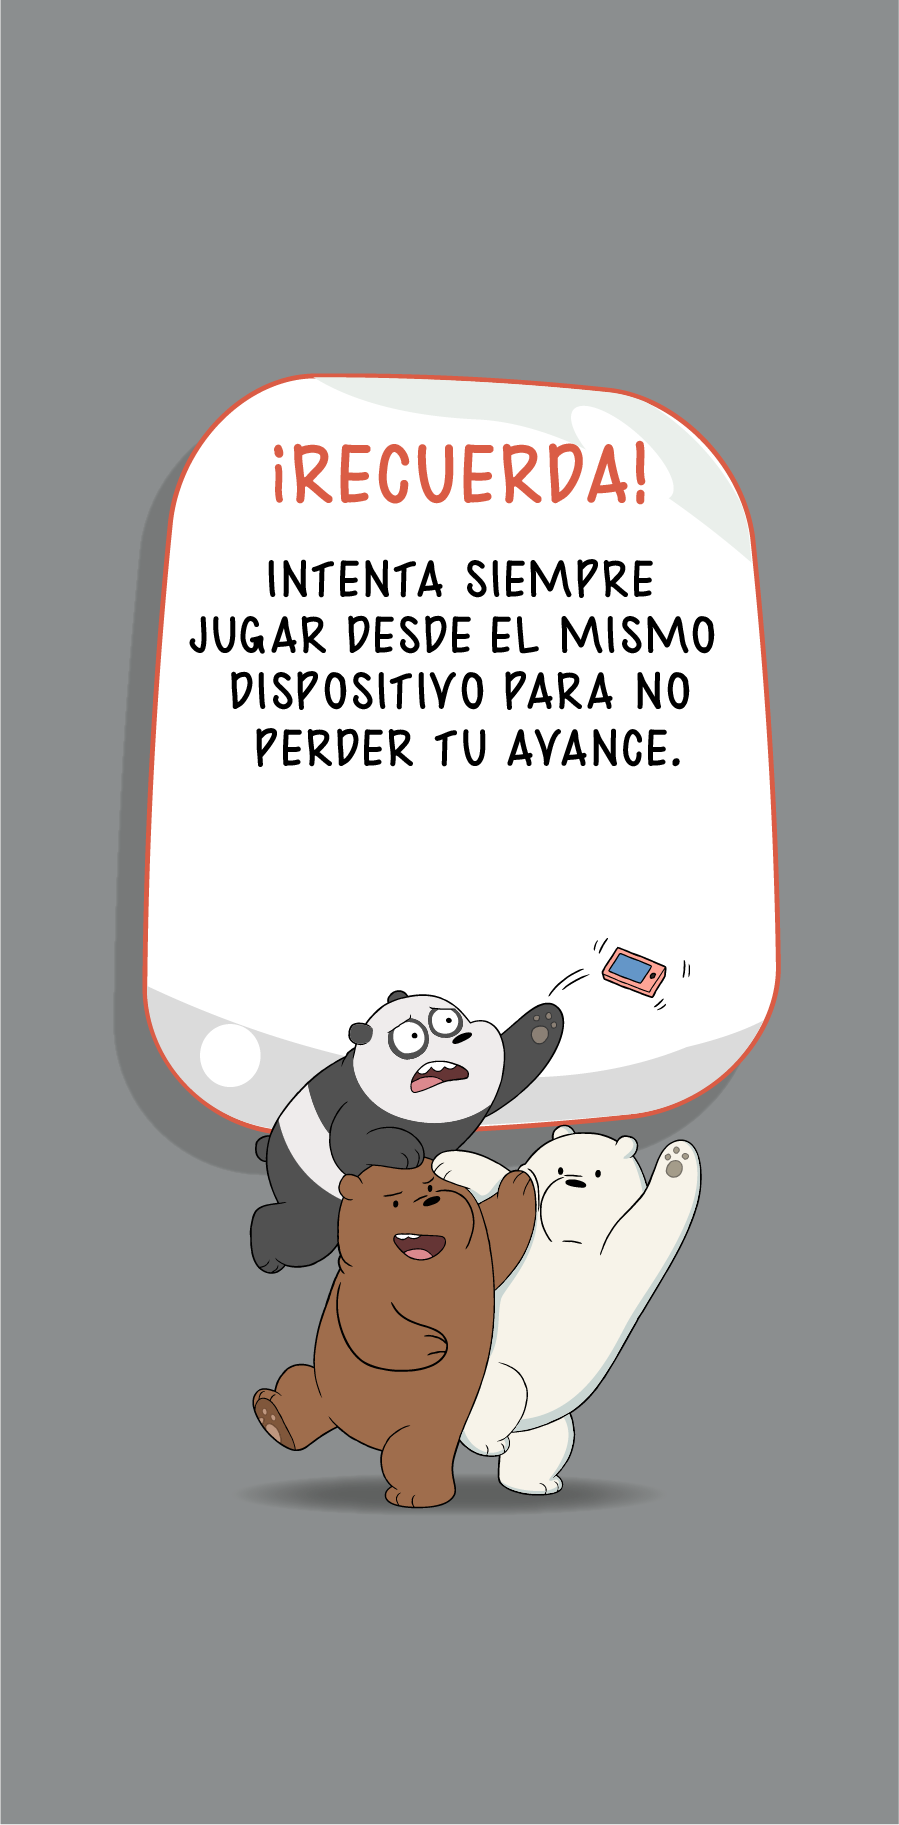 ¡RECUERDA!
INTENTA SIEMPRE
JUGAR DESDE EL MISMO
DISPOSITIVO PARA NO
PERDER TU AVANCE.